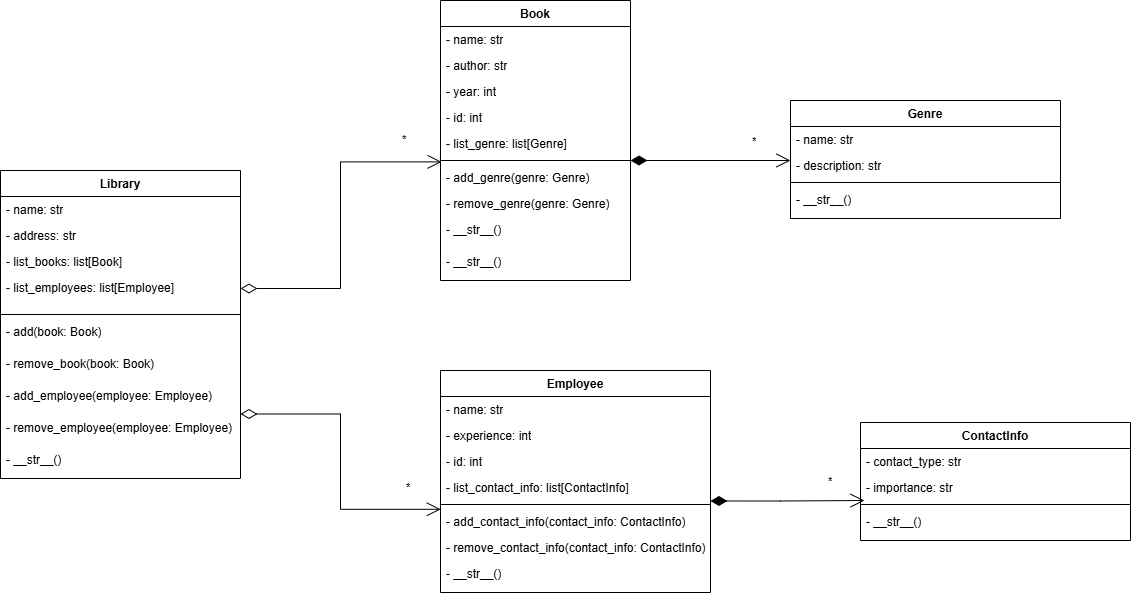 Book
- name: str
- author: str
- year: int
- id: int
- list_genre: list[Genre]
- add_genre(genre: Genre)
- remove_genre(genre: Genre)
- __str__()
- __str__()
*
*
Genre
- name: str
- description: str
- __str__()
Library
- name: str
- address: str
- list_books: list[Book]
- list_employees: list[Employee]
- add(book: Book)
- remove_book(book: Book)
- add_employee(employee: Employee)
- remove_employee(employee: Employee)
- __str__()
*
Employee
- name: str
- experience: int
- id: int
- list_contact_info: list[ContactInfo]
- add_contact_info(contact_info: ContactInfo)
- remove_contact_info(contact_info: ContactInfo)
- __str__()
*
ContactInfo
- contact_type: str
- importance: str
- __str__()